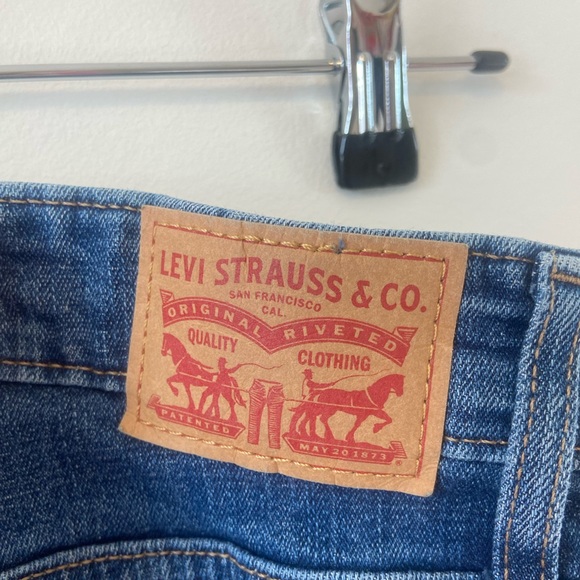 LEVI STRAUSS & CO.
SAN FRANCISCO
CAL.
ORIGINAL RIVETED
QUALITY CLOTHING
PATENTED MAY 20 1873
®